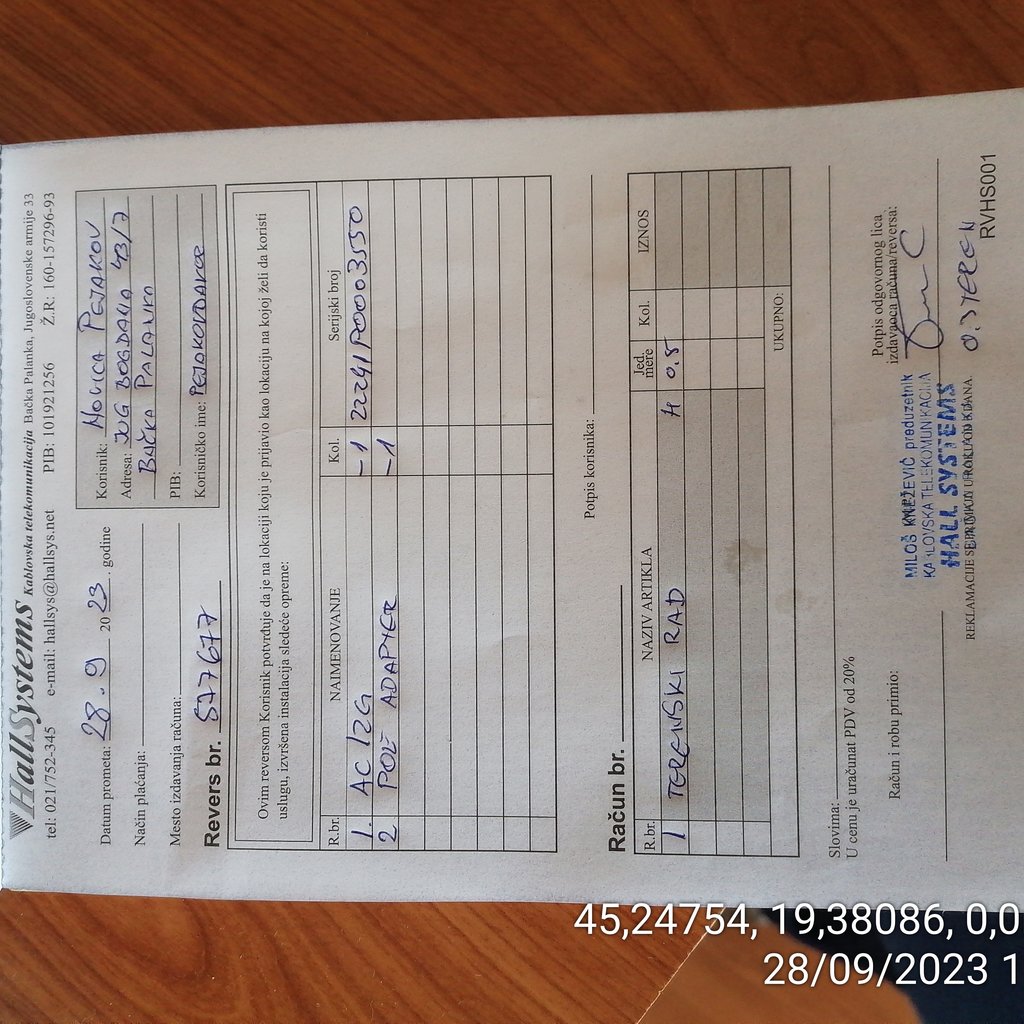 HallSystems Kablovska telekomunikacija Bačka Palanka, Jugoslovenske armije 33
tel: 021/752-345 e-mail: hallsys@hallsys.net PIB: 101921256 Ž.R: 160-157296-93
Datum prometa: 28.9 2023. godine
Način plaćanja:
Mesto izdavanja računa:
Revers br. 577677
Korisnik: NOVICA PEJAKOV
Adresa: JUG BOGDANA 43/7
BAČKA PALANKA
PIB:
Korisničko ime:
Ovim reversom Korisnik potvrđuje da je na lokaciji koju je prijavio kao lokaciju na kojoj želi da koristi
uslugu, izvršena instalacija sledeće opreme:
R.br. NAIMENOVANJE Kol. Serijski broj
1. AC 12G -1 22241P0003550
2 POE ADAPTER -1
Potpis korisnika:
Račun br.
R.br. NAZIV ARTIKLA Jed. mere Kol. IZNOS
1 TERENSKI RAD H 0.5
UKUPNO:
Slovima:
U cenu je uračunat PDV od 20%
Račun i robu primio:
Potpis odgovornog lica
izdavaoca računa/reversa:
MILOŠ KNEŽEVIĆ preduzetnik
KABLOVSKA TELEKOMUNIKACIJA
HALL SYSTEMS
REKLAMACIJE SE PRIMAJU U ROKU OD 8 DANA.
RVHS001
45,24754, 19,38086, 0,0
28/09/2023 1